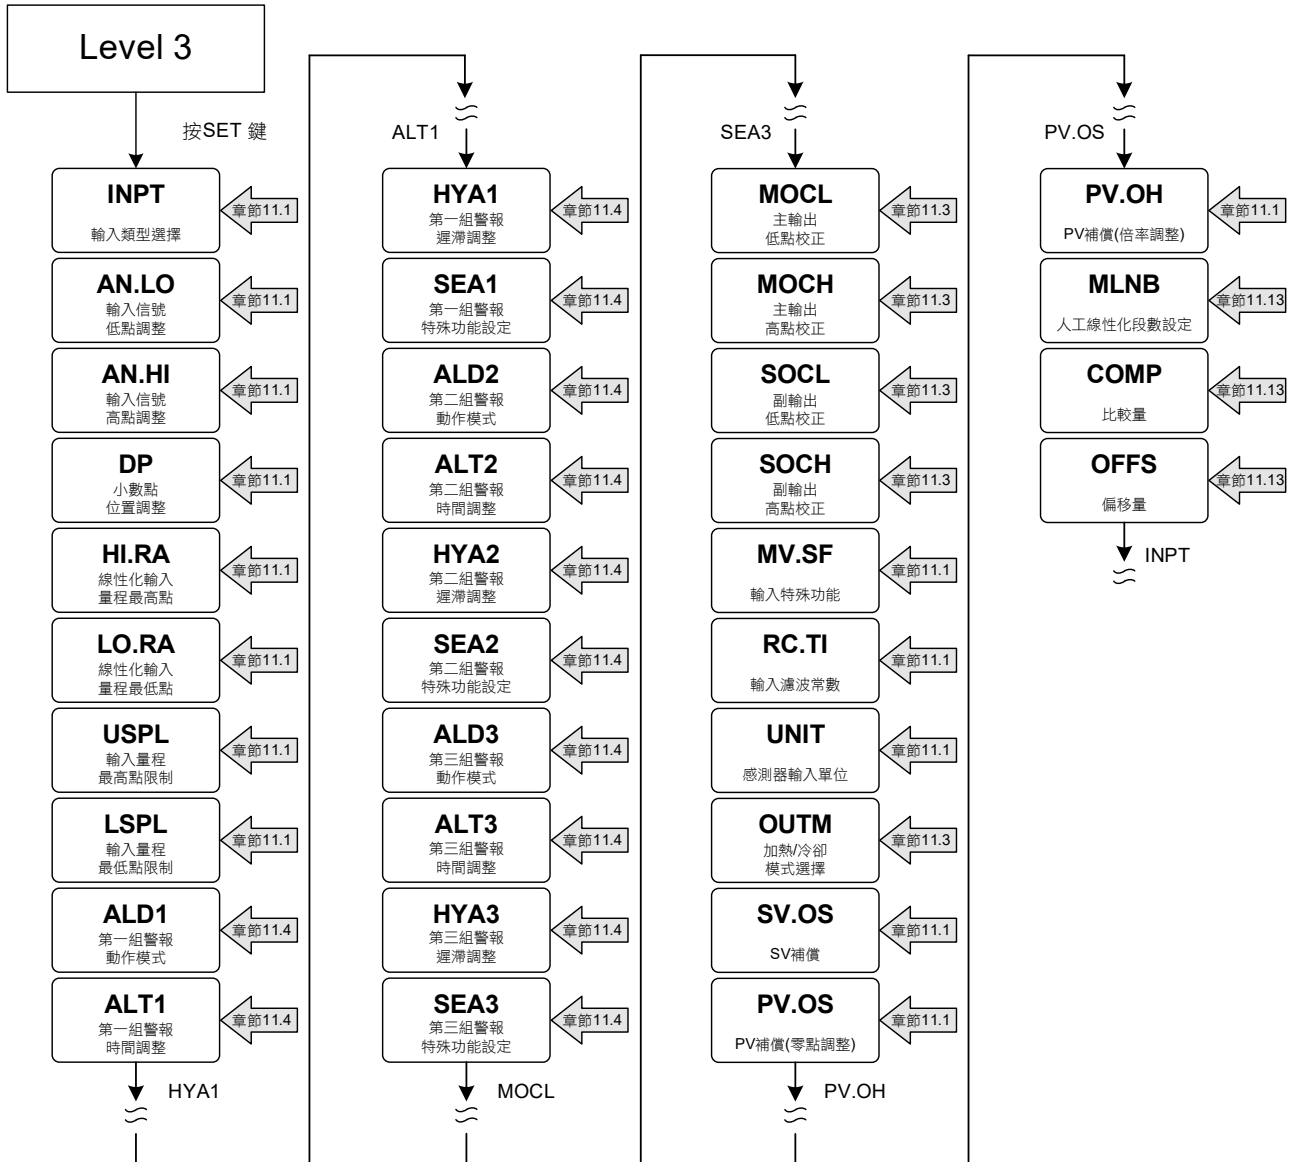 Level 3
按SET 鍵
INPT
輸入類型選擇
章節11.1
AN.LO
輸入信號
低點調整
章節11.1
AN.HI
輸入信號
高點調整
章節11.1
DP
小數點
位置調整
章節11.1
HI.RA
線性化輸入
量程最高點
章節11.1
LO.RA
線性化輸入
量程最低點
章節11.1
USPL
輸入量程
最高點限制
章節11.1
LSPL
輸入量程
最低點限制
章節11.1
ALD1
第一組警報
動作模式
章節11.4
ALT1
第一組警報
時間調整
章節11.4
HYA1
ALT1
HYA1
第一組警報
遲滯調整
章節11.4
SEA1
第一組警報
特殊功能設定
章節11.4
ALD2
第二組警報
動作模式
章節11.4
ALT2
第二組警報
時間調整
章節11.4
HYA2
第二組警報
遲滯調整
章節11.4
SEA2
第二組警報
特殊功能設定
章節11.4
ALD3
第三組警報
動作模式
章節11.4
ALT3
第三組警報
時間調整
章節11.4
HYA3
第三組警報
遲滯調整
章節11.4
SEA3
第三組警報
特殊功能設定
章節11.4
MOCL
SEA3
MOCL
主輸出
低點校正
章節11.3
MOCH
主輸出
高點校正
章節11.3
SOCL
副輸出
低點校正
章節11.3
SOCH
副輸出
高點校正
章節11.3
MV.SF
輸入特殊功能
章節11.1
RC.TI
輸入濾波常數
章節11.1
UNIT
感測器輸入單位
章節11.1
OUTM
加熱/冷卻
模式選擇
章節11.3
SV.OS
SV補償
章節11.1
PV.OS
PV補償(零點調整)
章節11.1
PV.OH
PV.OS
PV.OH
PV補償(倍率調整)
章節11.1
MLNB
人工線性化段數設定
章節11.13
COMP
比較量
章節11.13
OFFS
偏移量
章節11.13
INPT